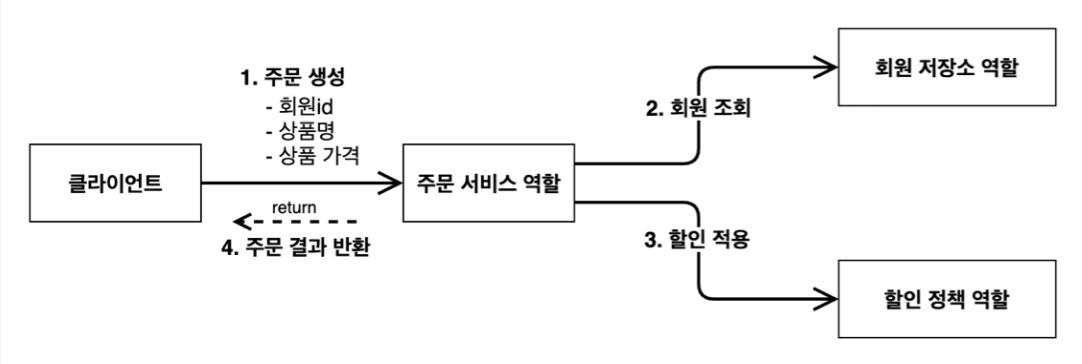 1. 주문 생성
- 회원id
- 상품명
- 상품 가격
클라이언트
주문 서비스 역할
return
4. 주문 결과 반환
2. 회원 조회
회원 저장소 역할
3. 할인 적용
할인 정책 역할